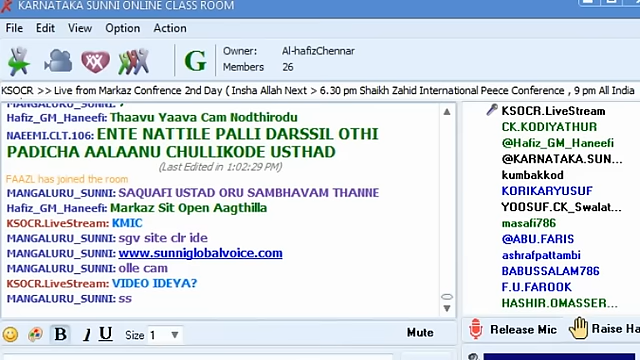 KARNATAKA SUNNI ONLINE CLASS ROOM
File Edit View Option Action
G
Owner: Al-hafizChennar
Members 26
KSOCR >> Live from Markaz Confrence 2nd Day ( Insha Allah Next > 6.30 pm Shaikh Zahid International Peece Conference , 9 pm All India
Hafiz_GM_Haneefi: Thaavu Yaava Cam Nodthirodu
NAEEMI.CLT.106: ENTE NATTILE PALLI DARSSIL OTHI
PADICHA AALAANU CHULLIKODE USTHAD
(Last Edited in 1:02:29 PM)
FAAZL has joined the room
MANGALURU_SUNNI: SAQUAFI USTAD ORU SAMBHAVAM THANNE
Hafiz_GM_Haneefi: Markaz Sit Open Aagthilla
KSOCR.LiveStream: KMIC
MANGALURU_SUNNI: sgv site clr ide
MANGALURU_SUNNI: www.sunniglobalvoice.com
MANGALURU_SUNNI: olle cam
KSOCR.LiveStream: VIDEO IDEYA?
MANGALURU_SUNNI: ss
KSOCR.LiveStream
CK.KODIYATHUR
@Hafiz_GM_Haneefi
@KARNATAKA.SUN...
kumbakkod
KORIKARYUSUF
YOOSUF.CK_Swalat...
masafi786
@ABU.FARIS
ashrafpattambi
BABUSSALAM786
F.U.FAROOK
HASHIR.OMASSER...
B I U Size 1 Mute
Release Mic Raise Ha